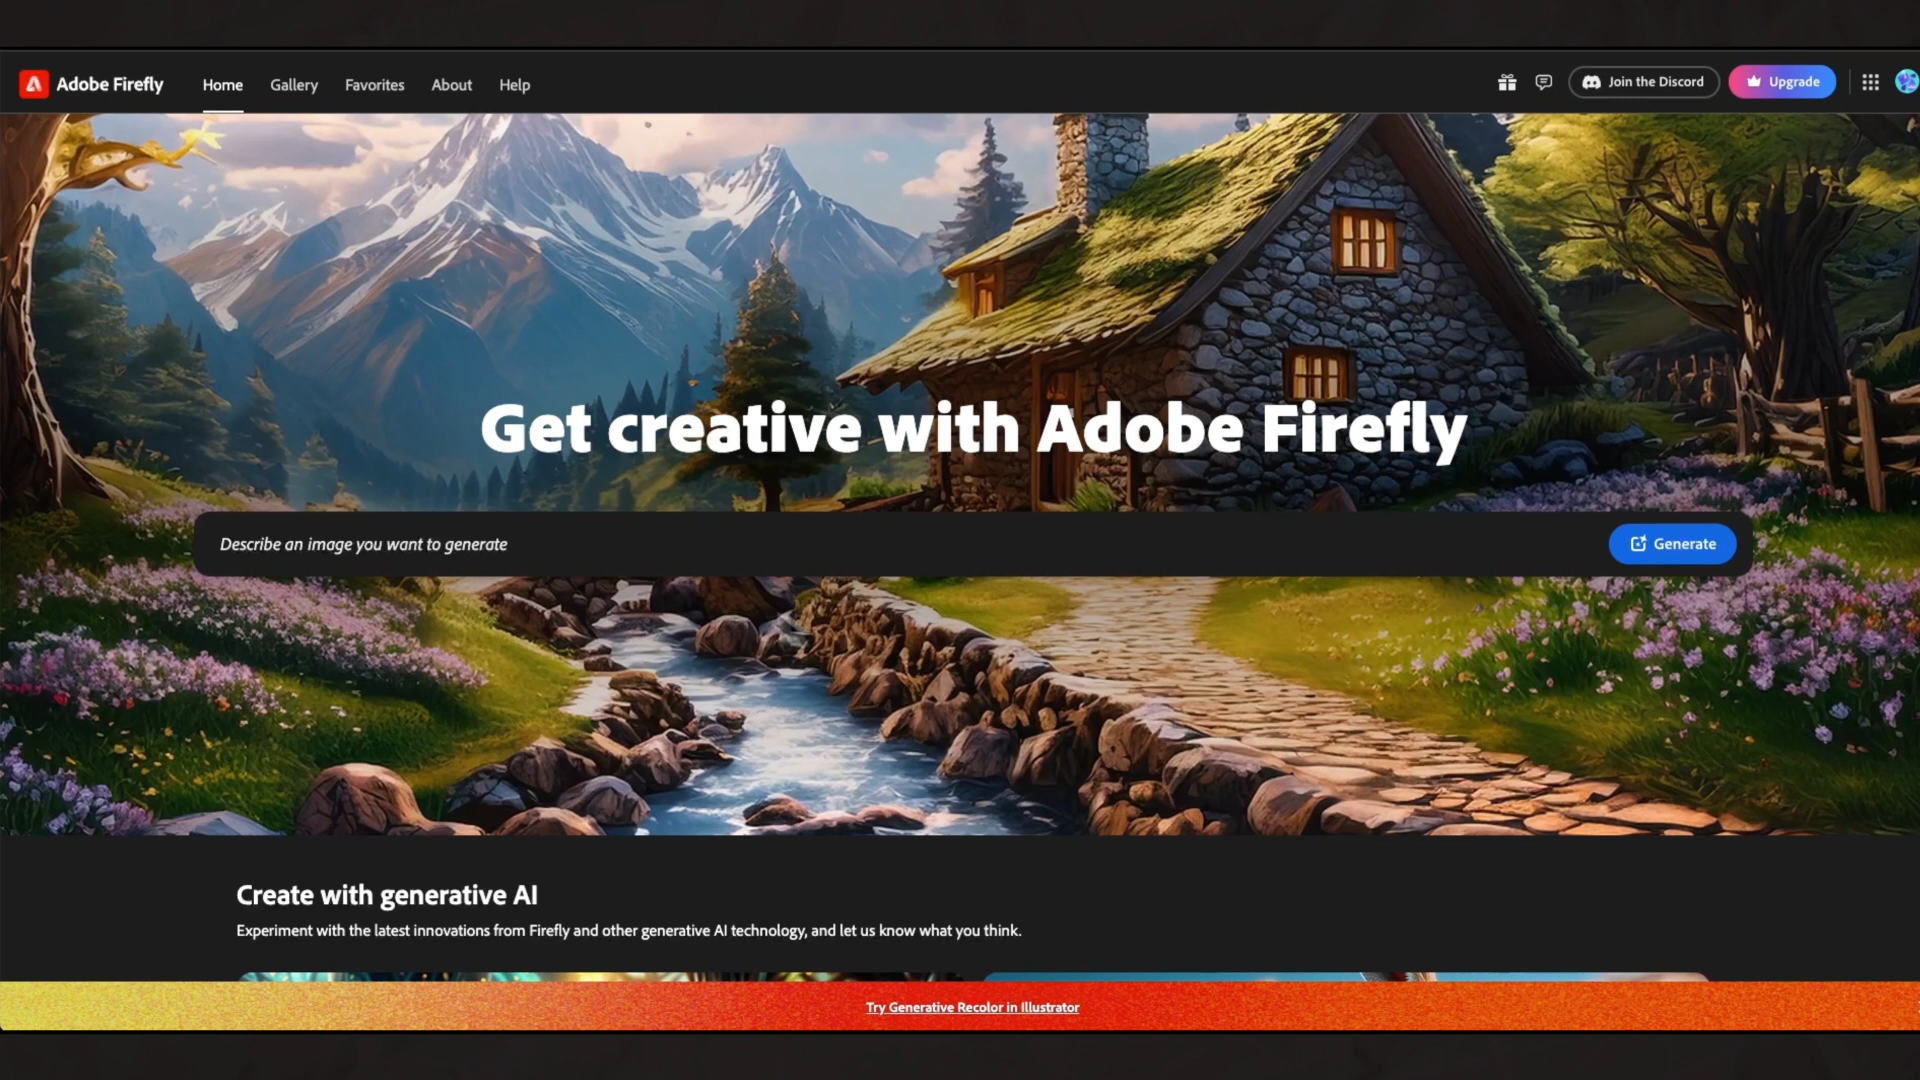 Adobe Firefly
Home
Gallery
Favorites
About
Help
Join the Discord
Upgrade
Get creative with Adobe Firefly
Describe an image you want to generate
Generate
Create with generative AI
Experiment with the latest innovations from Firefly and other generative AI technology, and let us know what you think.
Try Generative Recolor in Illustrator